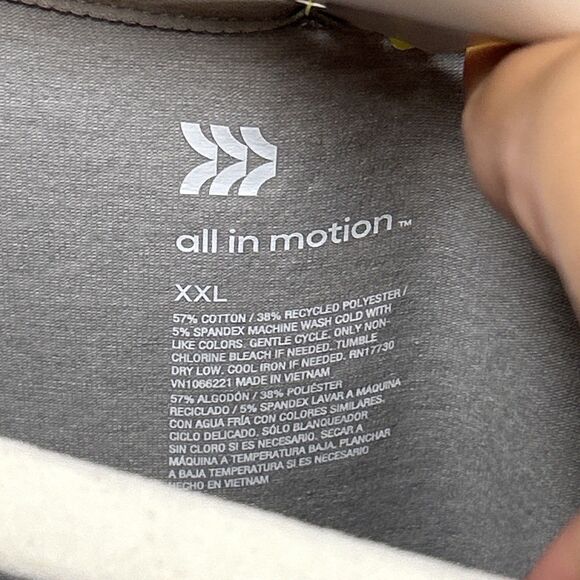 all in motion™
XXL
57% COTTON / 38% RECYCLED POLYESTER /
5% SPANDEX MACHINE WASH COLD WITH
LIKE COLORS. GENTLE CYCLE. ONLY NON-
CHLORINE BLEACH IF NEEDED. TUMBLE
DRY LOW. COOL IRON IF NEEDED. RN17730
VN1066221 MADE IN VIETNAM
57% ALGODÓN / 38% POLIÉSTER
RECICLADO / 5% SPANDEX LAVAR A MÁQUINA
CON AGUA FRÍA CON COLORES SIMILARES.
CICLO DELICADO. SÓLO BLANQUEADOR
SIN CLORO SI ES NECESARIO. SECAR A
MÁQUINA A TEMPERATURA BAJA. PLANCHAR
A BAJA TEMPERATURA SI ES NECESARIO
HECHO EN VIETNAM